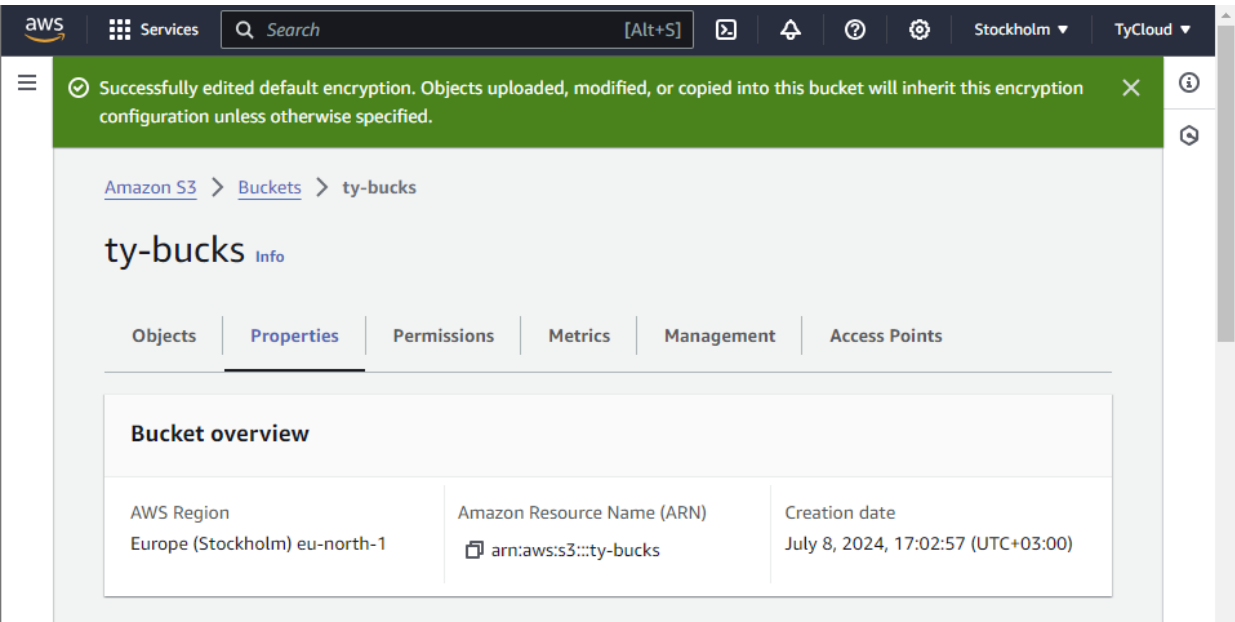 aws Services Search [Alt+S] Stockholm ▼ TyCloud ▼
Successfully edited default encryption. Objects uploaded, modified, or copied into this bucket will inherit this encryption
configuration unless otherwise specified.
Amazon S3 > Buckets > ty-bucks
ty-bucks Info
Objects Properties Permissions Metrics Management Access Points
Bucket overview
AWS Region
Europe (Stockholm) eu-north-1
Amazon Resource Name (ARN)
arn:aws:s3:::ty-bucks
Creation date
July 8, 2024, 17:02:57 (UTC+03:00)